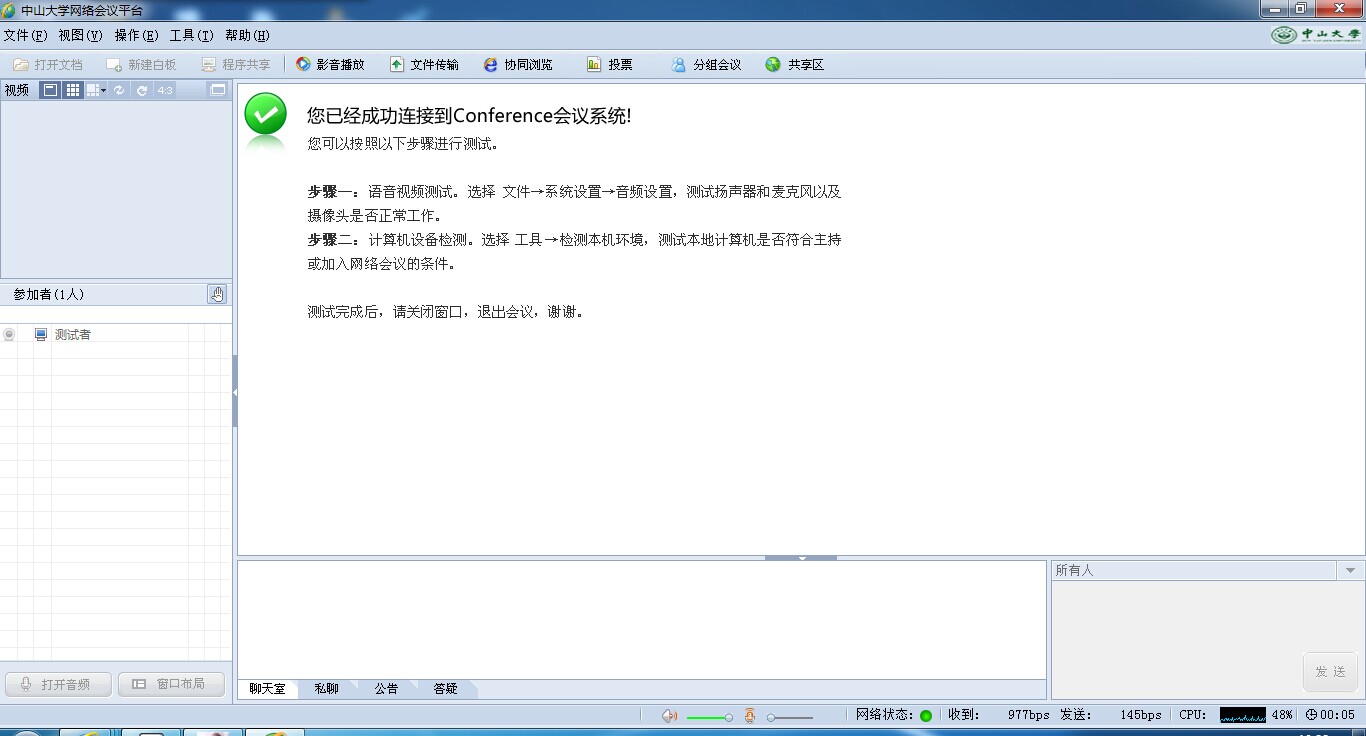 中山大学网络会议平台
文件(F) 视图(V) 操作(E) 工具(T) 帮助(H)
中山大学
打开文档 新建白板 程序共享 影音播放 文件传输 协同浏览 投票 分组会议 共享区
视频 4:3
您已经成功连接到Conference会议系统!
您可以按照以下步骤进行测试。
步骤一：语音视频测试。选择 文件→系统设置→音频设置，测试扬声器和麦克风以及
摄像头是否正常工作。
步骤二：计算机设备检测。选择 工具→检测本机环境，测试本地计算机是否符合主持
或加入网络会议的条件。
测试完成后，请关闭窗口，退出会议，谢谢。
参加者(1人)
测试者
打开音频 窗口布局
所有人
发送
聊天室 私聊 公告 答疑
网络状态: 收到: 977bps 发送: 145bps CPU: 48% 00:05